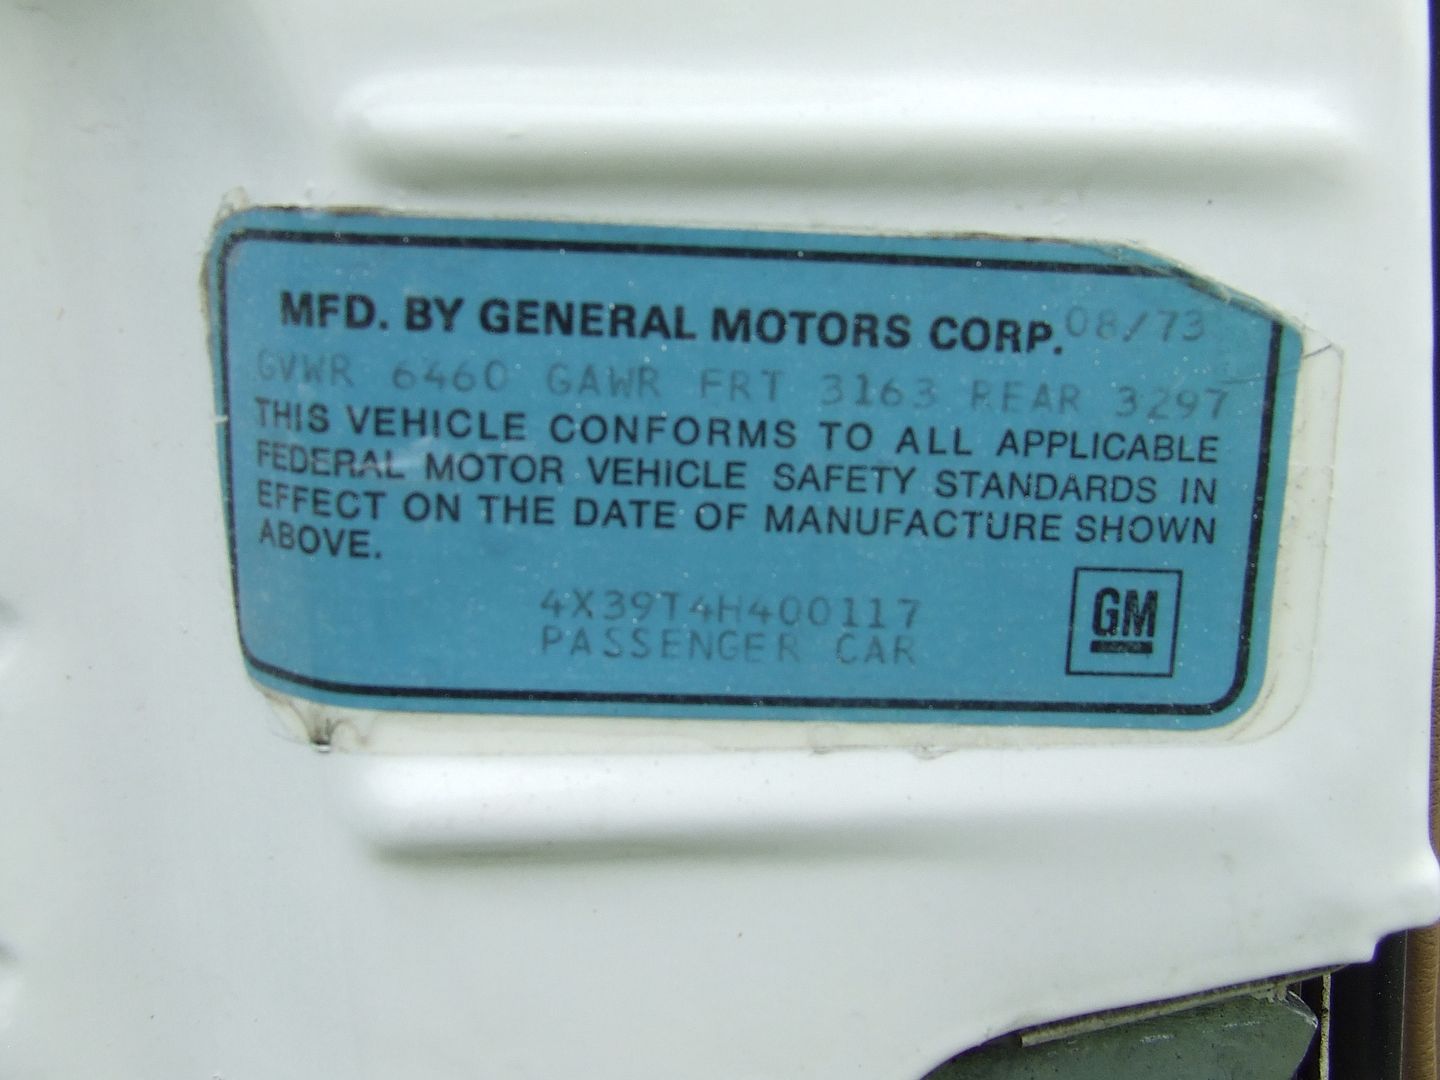 MFD. BY GENERAL MOTORS CORP. 08/73
GVWR 6460 GAWR FRT 3163 REAR 3297
THIS VEHICLE CONFORMS TO ALL APPLICABLE
FEDERAL MOTOR VEHICLE SAFETY STANDARDS IN
EFFECT ON THE DATE OF MANUFACTURE SHOWN
ABOVE.
4X39T4H400117
PASSENGER CAR
GM